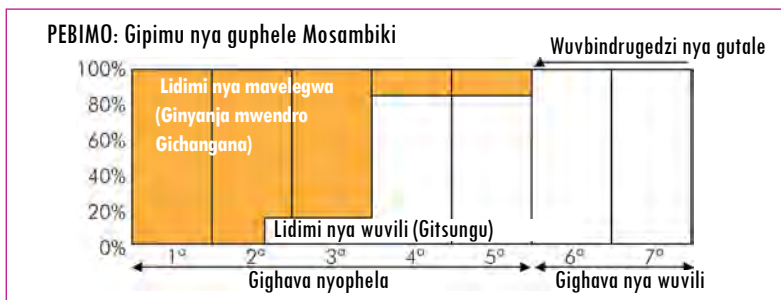 PEBIMO: Gipimu nya guphele Mosambiki
Wuvbindrugedzi nya gutale
100%
80%
60%
40%
20%
0%
Lidimi nya mavelegwa
(Ginyanja mwendro
Gichangana)
Lidimi nya wuvili (Gitsungu)
1º 2º 3º 4º 5º 6º 7º
Gighava nyophela
Gighava nya wuvili